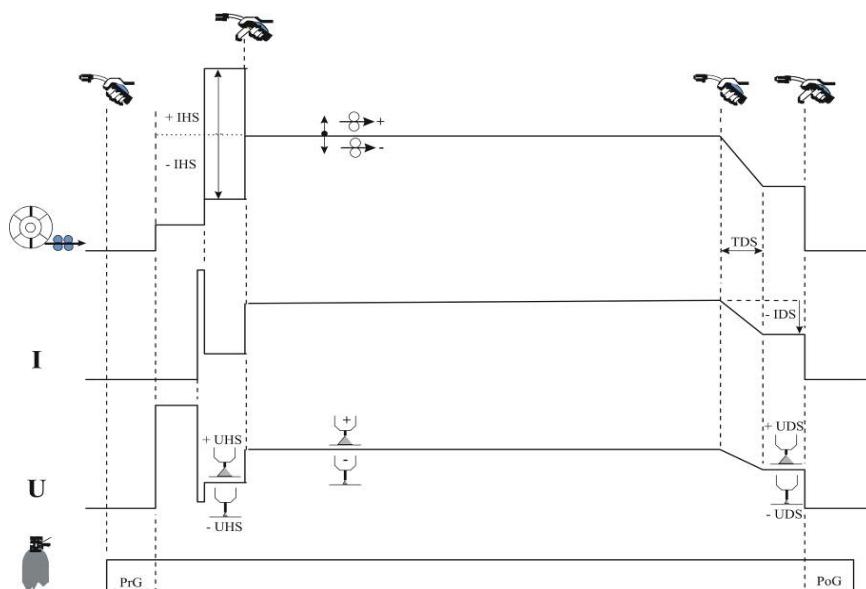 + IHS
+
- IHS
-
TDS
- IDS
I
+
+ UHS
+ UDS
-
U
- UHS
- UDS
PrG
PoG